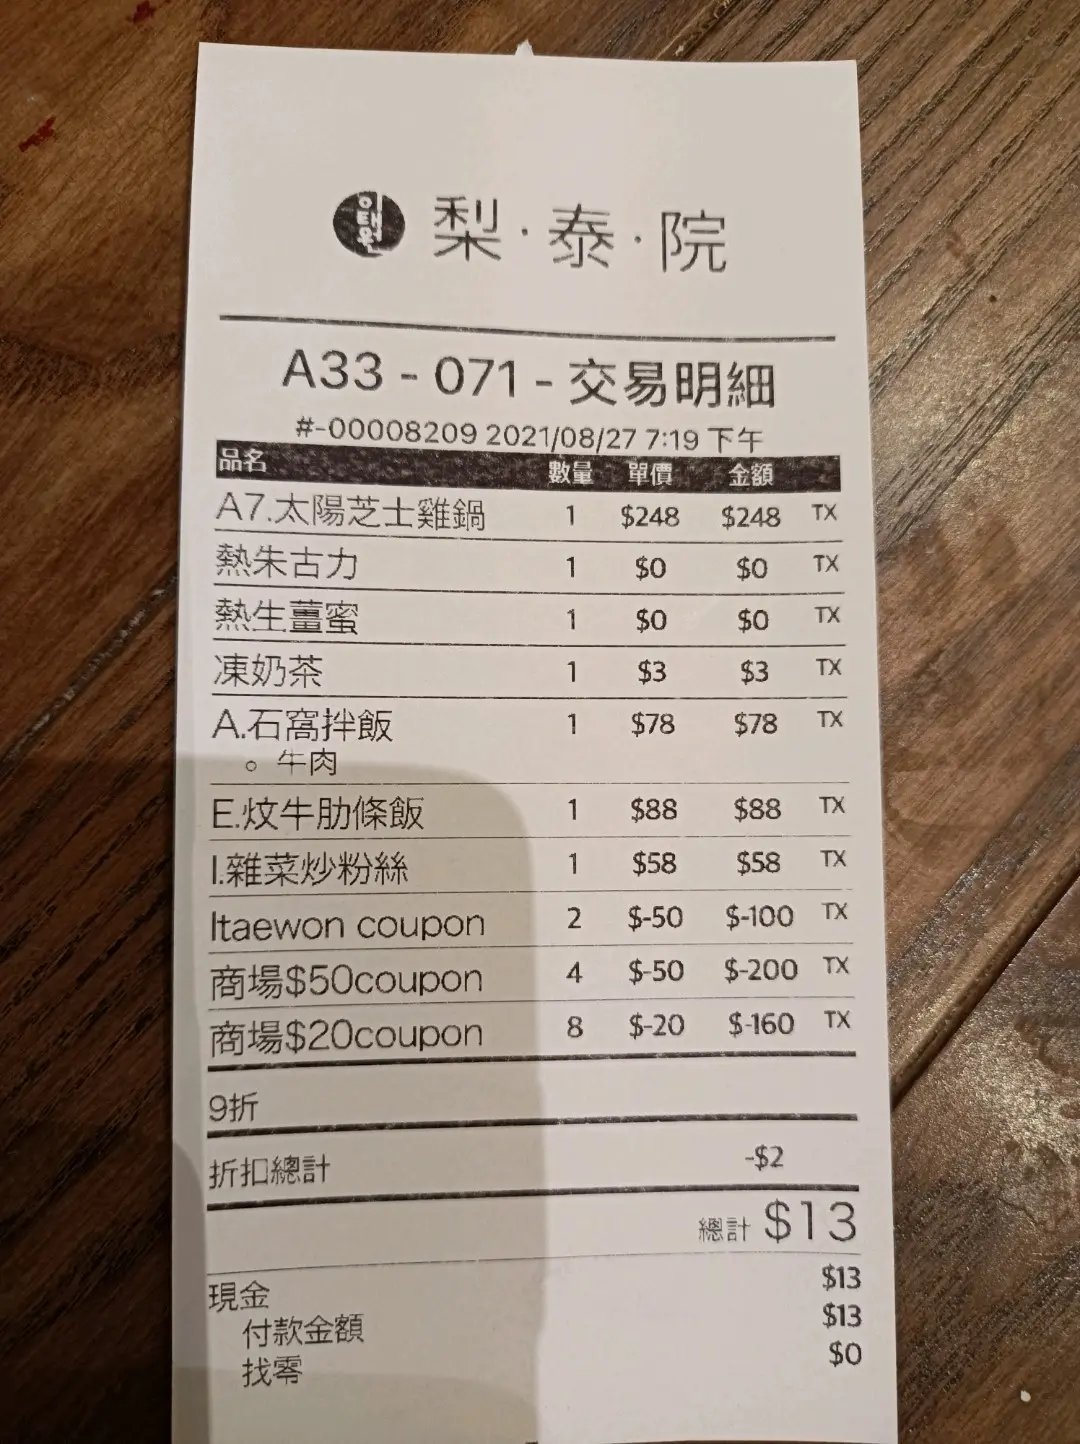 이태원 梨·泰·院
A33 - 071 - 交易明細
#-00008209 2021/08/27 7:19 下午
品名 數量 單價 金額
A7.太陽芝士雞鍋 1 $248 $248 TX
熱朱古力 1 $0 $0 TX
熱生薑蜜 1 $0 $0 TX
凍奶茶 1 $3 $3 TX
A.石窩拌飯 1 $78 $78 TX
。牛肉
E.炆牛肋條飯 1 $88 $88 TX
I.雜菜炒粉絲 1 $58 $58 TX
Itaewon coupon 2 $-50 $-100 TX
商場$50coupon 4 $-50 $-200 TX
商場$20coupon 8 $-20 $-160 TX
9折
折扣總計 -$2
總計 $13
現金 $13
付款金額 $13
找零 $0